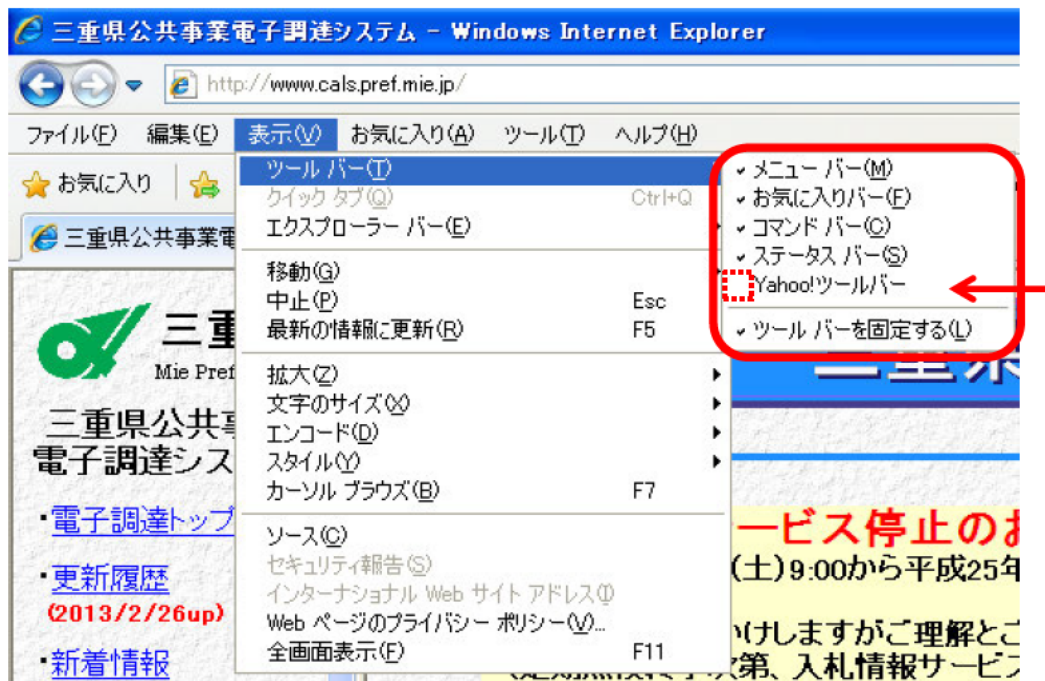 三重県公共事業電子調達システム - Windows Internet Explorer
http://www.cals.pref.mie.jp/
ファイル(F) 編集(E) 表示(V) お気に入り(A) ツール(T) ヘルプ(H)
お気に入り
三重県公共事業電
ツール バー(T)
クイック タブ(Q) Ctrl+Q
エクスプローラー バー(E)
移動(G)
中止(P) Esc
最新の情報に更新(R) F5
拡大(Z)
文字のサイズ(X)
エンコード(D)
スタイル(Y)
カーソル ブラウズ(B) F7
ソース(C)
セキュリティ報告(S)
インターナショナル Web サイト アドレス(I)
Web ページのプライバシー ポリシー(V)...
全画面表示(F) F11
メニュー バー(M)
お気に入りバー(F)
コマンド バー(C)
ステータス バー(S)
Yahoo!ツールバー
ツール バーを固定する(L)
三重
Mie Pref
三重県公共事
電子調達シス
・電子調達トップ
・更新履歴
(2013/2/26up)
・新着情報
三重県
ービス停止のお
(土)9:00から平成25年
かけしますがご理解とご
次第、入札情報サービス